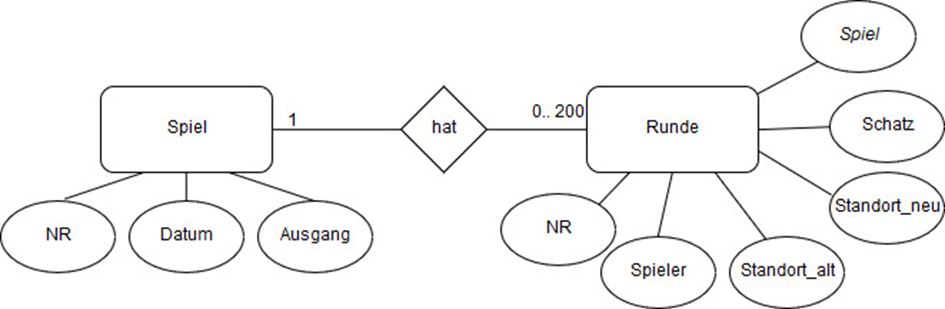 Spiel
Schatz
Spiel
1
hat
0.. 200
Runde
Standort_neu
NR
Datum
Ausgang
NR
Spieler
Standort_alt